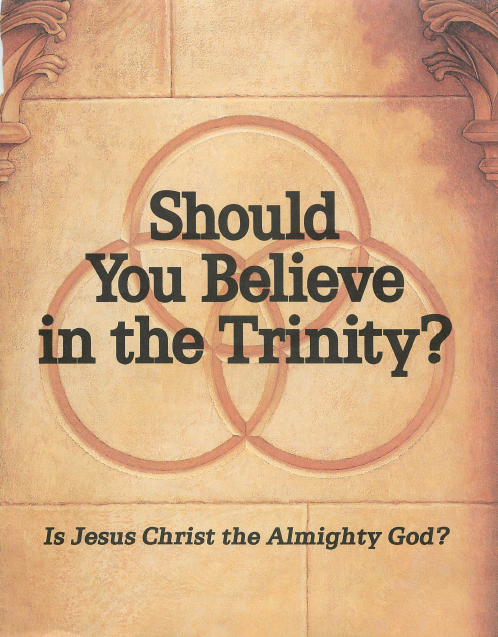 Should
You Believe
in the Trinity?
Is Jesus Christ the Almighty God?